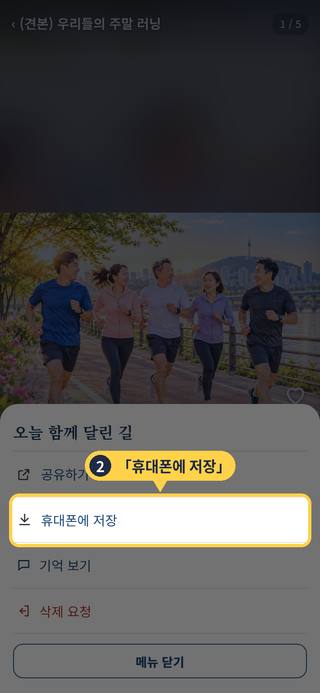 ‹ (견본) 우리들의 주말 러닝
1 / 5
오늘 함께 달린 길
공유하기
2 「휴대폰에 저장」
휴대폰에 저장
기억 보기
삭제 요청
메뉴 닫기